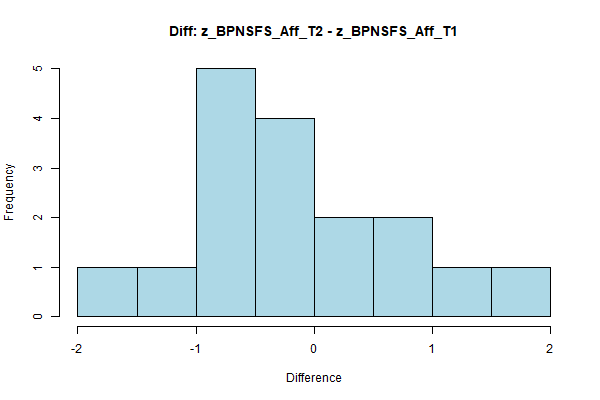 Diff: z_BPNSFS_Aff_T2 - z_BPNSFS_Aff_T1
Frequency
5
4
3
2
1
0
-2 -1 0 1 2
Difference